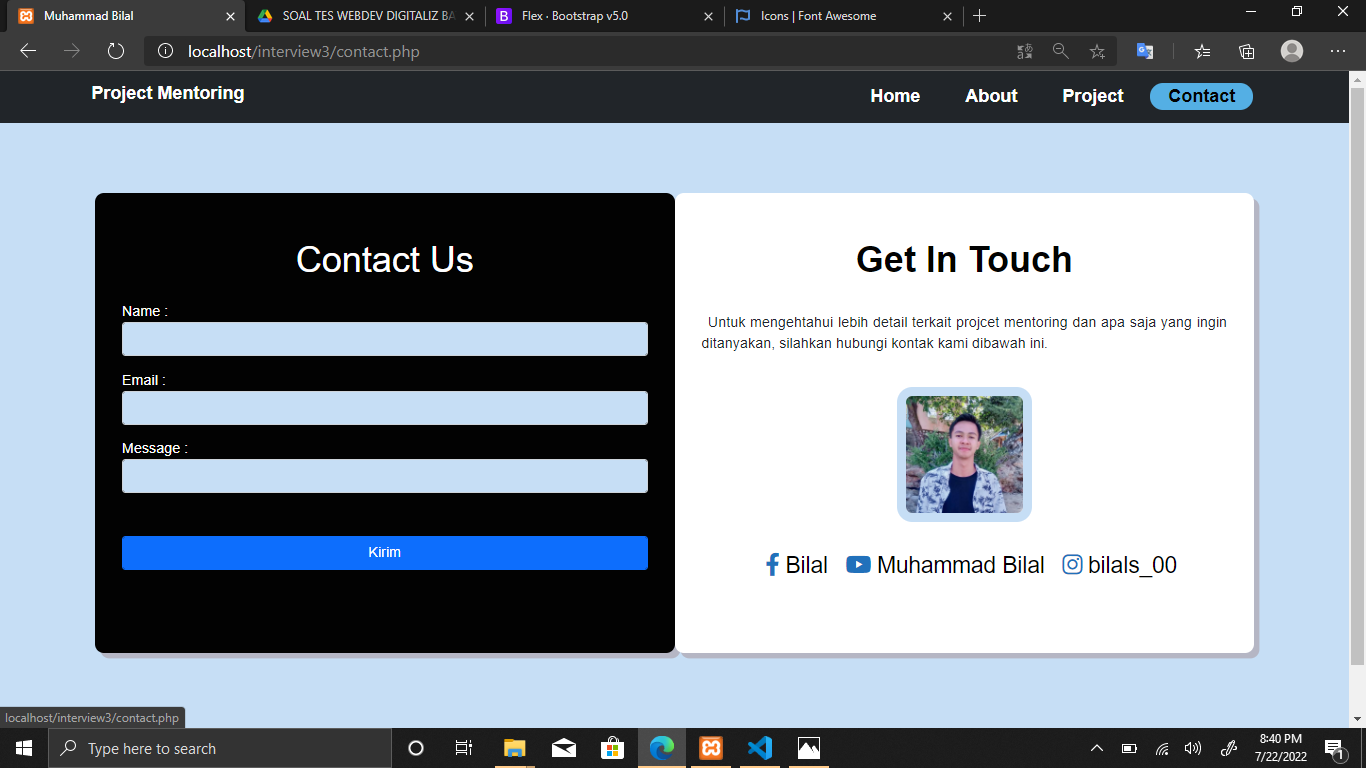 Muhammad Bilal
SOAL TES WEBDEV DIGITALIZ BA
Flex · Bootstrap v5.0
Icons | Font Awesome
localhost/interview3/contact.php
Project Mentoring
Home About Project Contact
Contact Us
Name :
Email :
Message :
Kirim
Get In Touch
Untuk mengehtahui lebih detail terkait projcet mentoring dan apa saja yang ingin
ditanyakan, silahkan hubungi kontak kami dibawah ini.
Bilal Muhammad Bilal bilals_00
localhost/interview3/contact.php
Type here to search
8:40 PM
7/22/2022
1